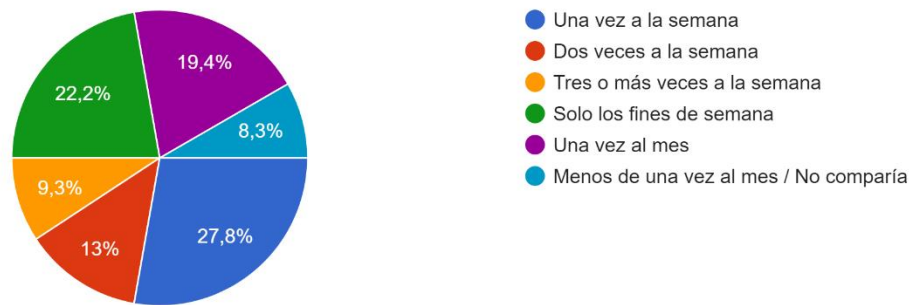 19,4%
22,2%
8,3%
9,3%
13%
27,8%
Una vez a la semana
Dos veces a la semana
Tres o más veces a la semana
Solo los fines de semana
Una vez al mes
Menos de una vez al mes / No comparía